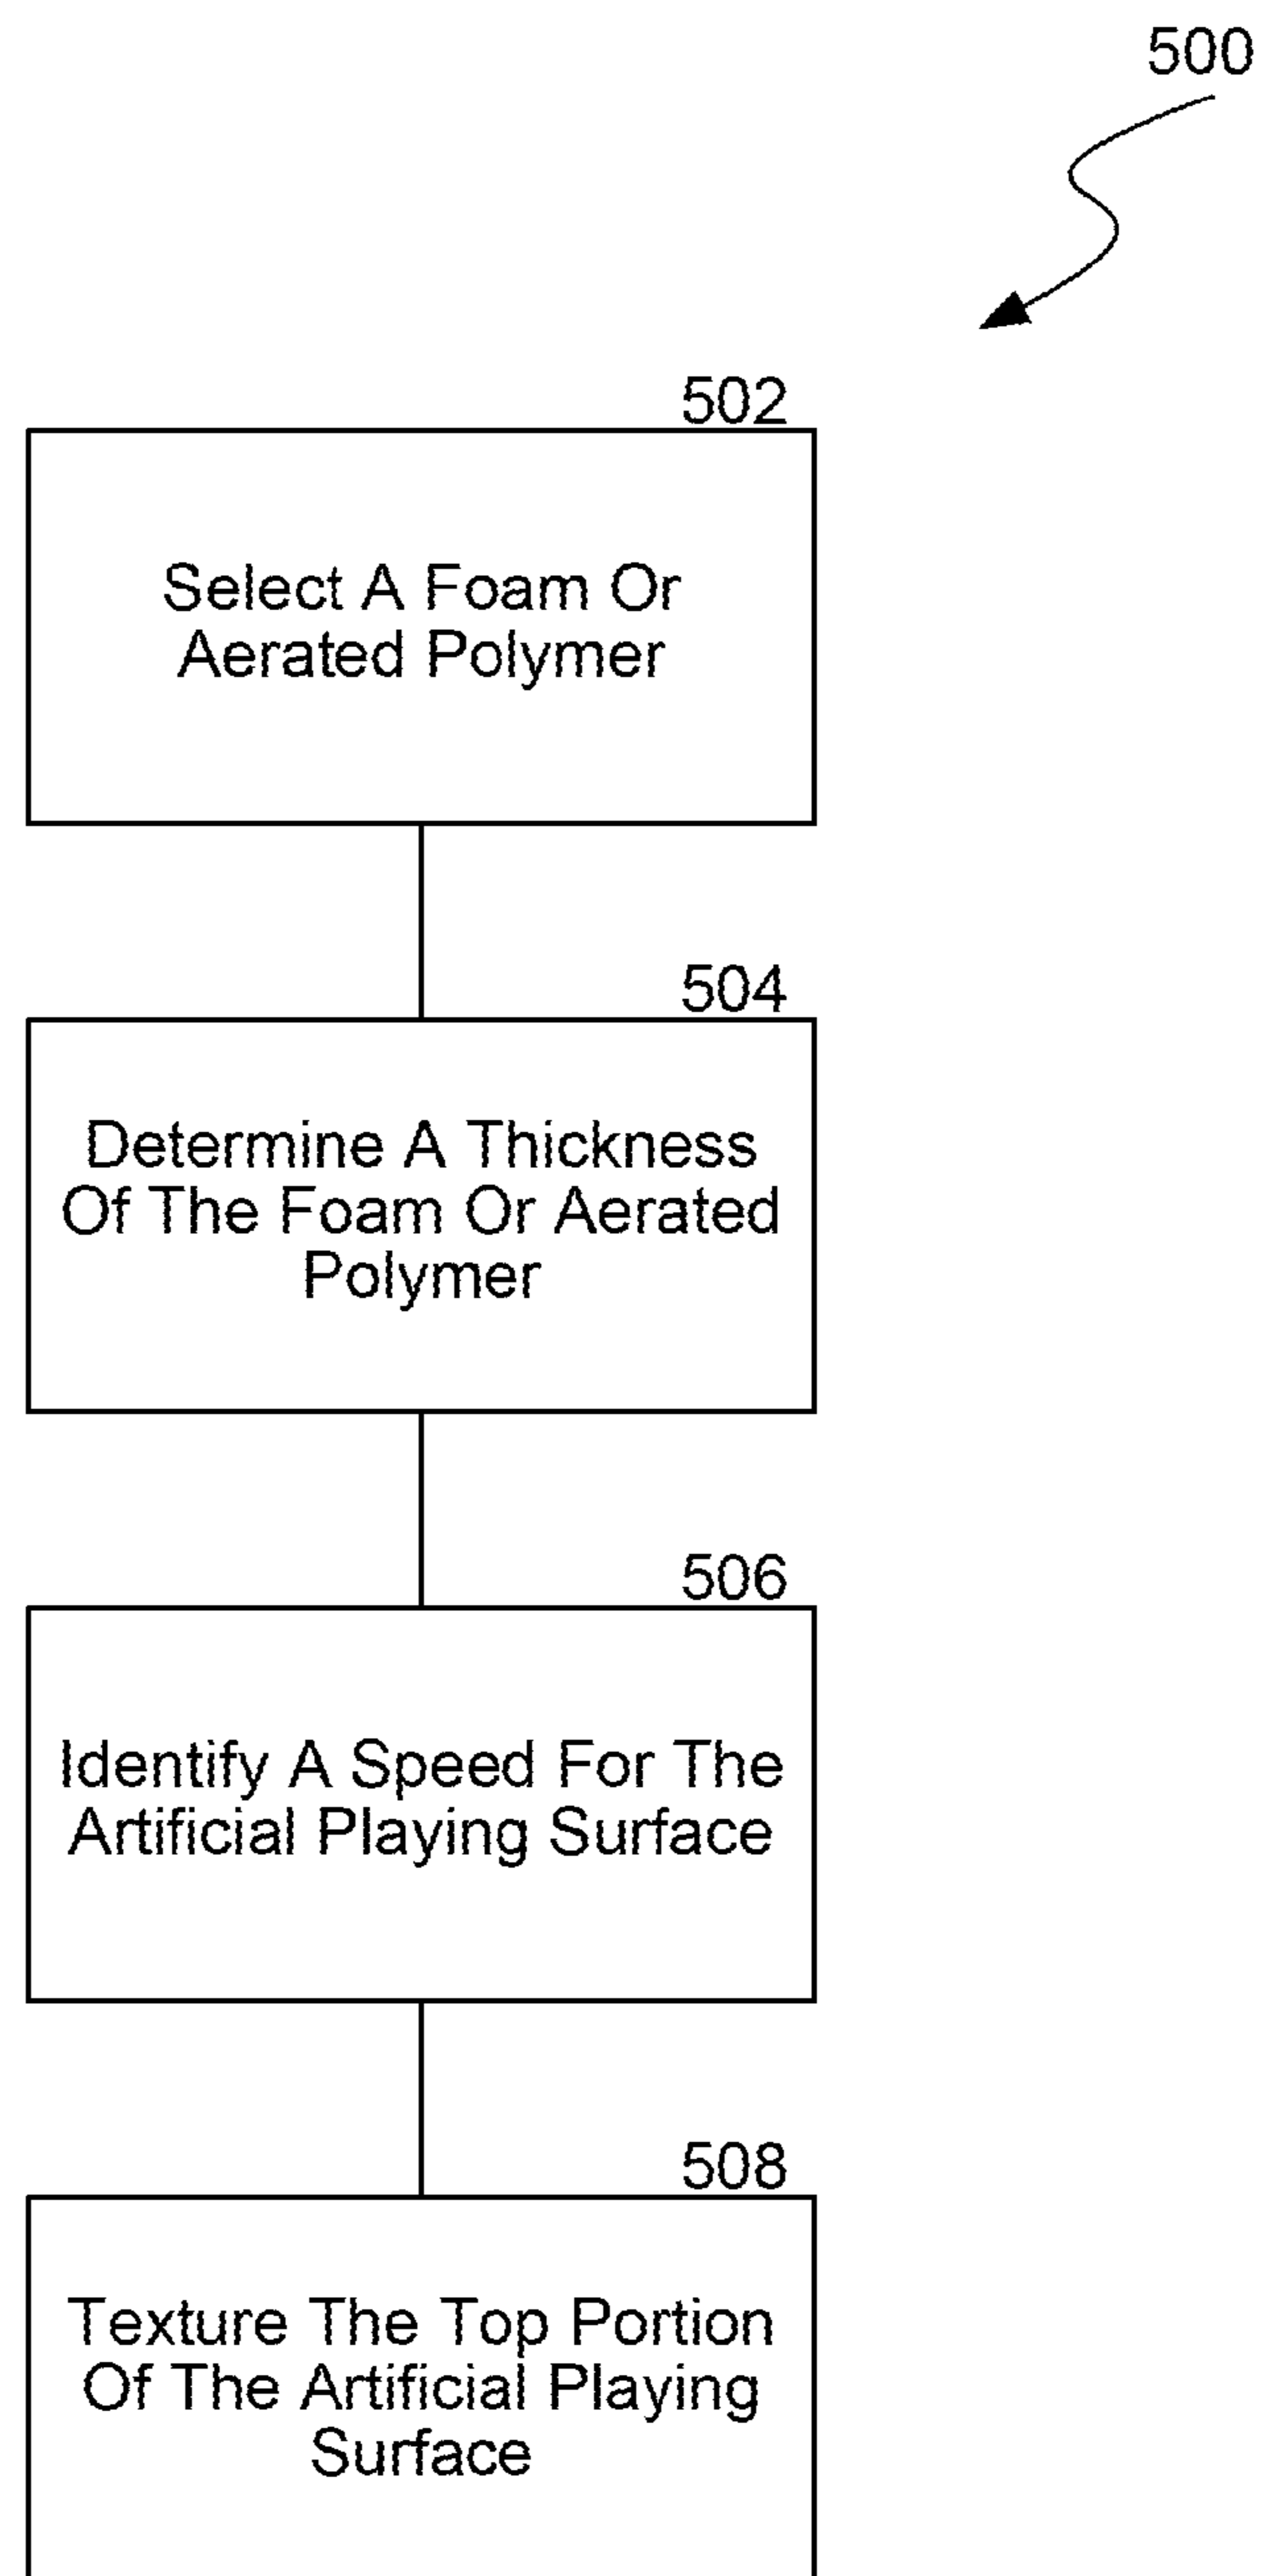 500
502
Select A Foam Or
Aerated Polymer
504
Determine A Thickness
Of The Foam Or Aerated
Polymer
506
Identify A Speed For The
Artificial Playing Surface
508
Texture The Top Portion
Of The Artificial Playing
Surface